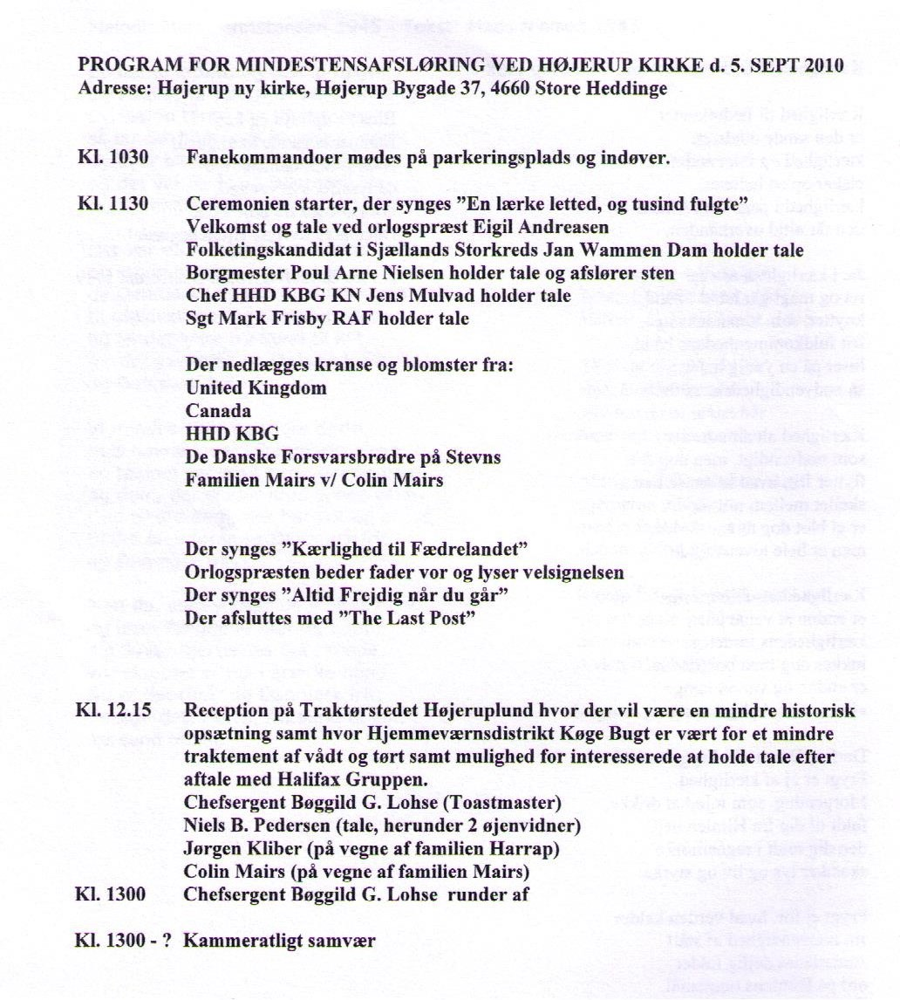 PROGRAM FOR MINDESTENSAFSLØRING VED HØJERUP KIRKE d. 5. SEPT 2010
Adresse: Højerup ny kirke, Højerup Bygade 37, 4660 Store Heddinge
Kl. 1030 Fanekommandoer mødes på parkeringsplads og indøver.
Kl. 1130 Ceremonien starter, der synges ”En lærke letted, og tusind fulgte”
Velkomst og tale ved orlogspræst Eigil Andreasen
Folketingskandidat i Sjællands Storkreds Jan Wammen Dam holder tale
Borgmester Poul Arne Nielsen holder tale og afslører sten
Chef HHD KBG KN Jens Mulvad holder tale
Sgt Mark Frisby RAF holder tale
Der nedlægges kranse og blomster fra:
United Kingdom
Canada
HHD KBG
De Danske Forsvarsbrødre på Stevns
Familien Mairs v/ Colin Mairs
Der synges ”Kærlighed til Fædrelandet”
Orlogspræsten beder fader vor og lyser velsignelsen
Der synges ”Altid Frejdig når du går”
Der afsluttes med ”The Last Post”
Kl. 12.15 Reception på Traktørstedet Højeruplund hvor der vil være en mindre historisk
opsætning samt hvor Hjemmeværnsdistrikt Køge Bugt er vært for et mindre
traktement af vådt og tørt samt mulighed for interesserede at holde tale efter
aftale med Halifax Gruppen.
Chefsergent Bøggild G. Lohse (Toastmaster)
Niels B. Pedersen (tale, herunder 2 øjenvidner)
Jørgen Kliber (på vegne af familien Harrap)
Colin Mairs (på vegne af familien Mairs)
Kl. 1300 Chefsergent Bøggild G. Lohse runder af
Kl. 1300 - ? Kammeratligt samvær